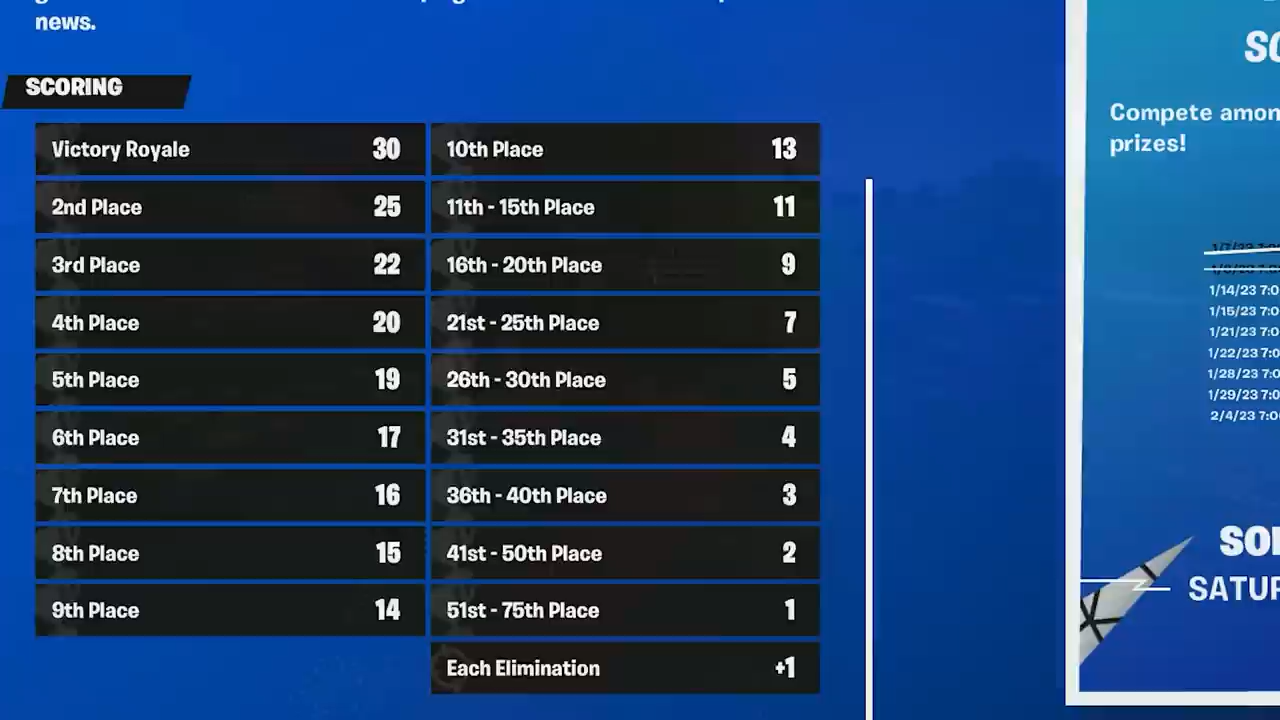 news.
SCORING
Victory Royale 30
2nd Place 25
3rd Place 22
4th Place 20
5th Place 19
6th Place 17
7th Place 16
8th Place 15
9th Place 14
10th Place 13
11th - 15th Place 11
16th - 20th Place 9
21st - 25th Place 7
26th - 30th Place 5
31st - 35th Place 4
36th - 40th Place 3
41st - 50th Place 2
51st - 75th Place 1
Each Elimination +1
Compete amon
prizes!
1/14/23 7:0
1/15/23 7:0
1/21/23 7:0
1/22/23 7:0
1/28/23 7:0
1/29/23 7:0
2/4/23 7:0
SATUR